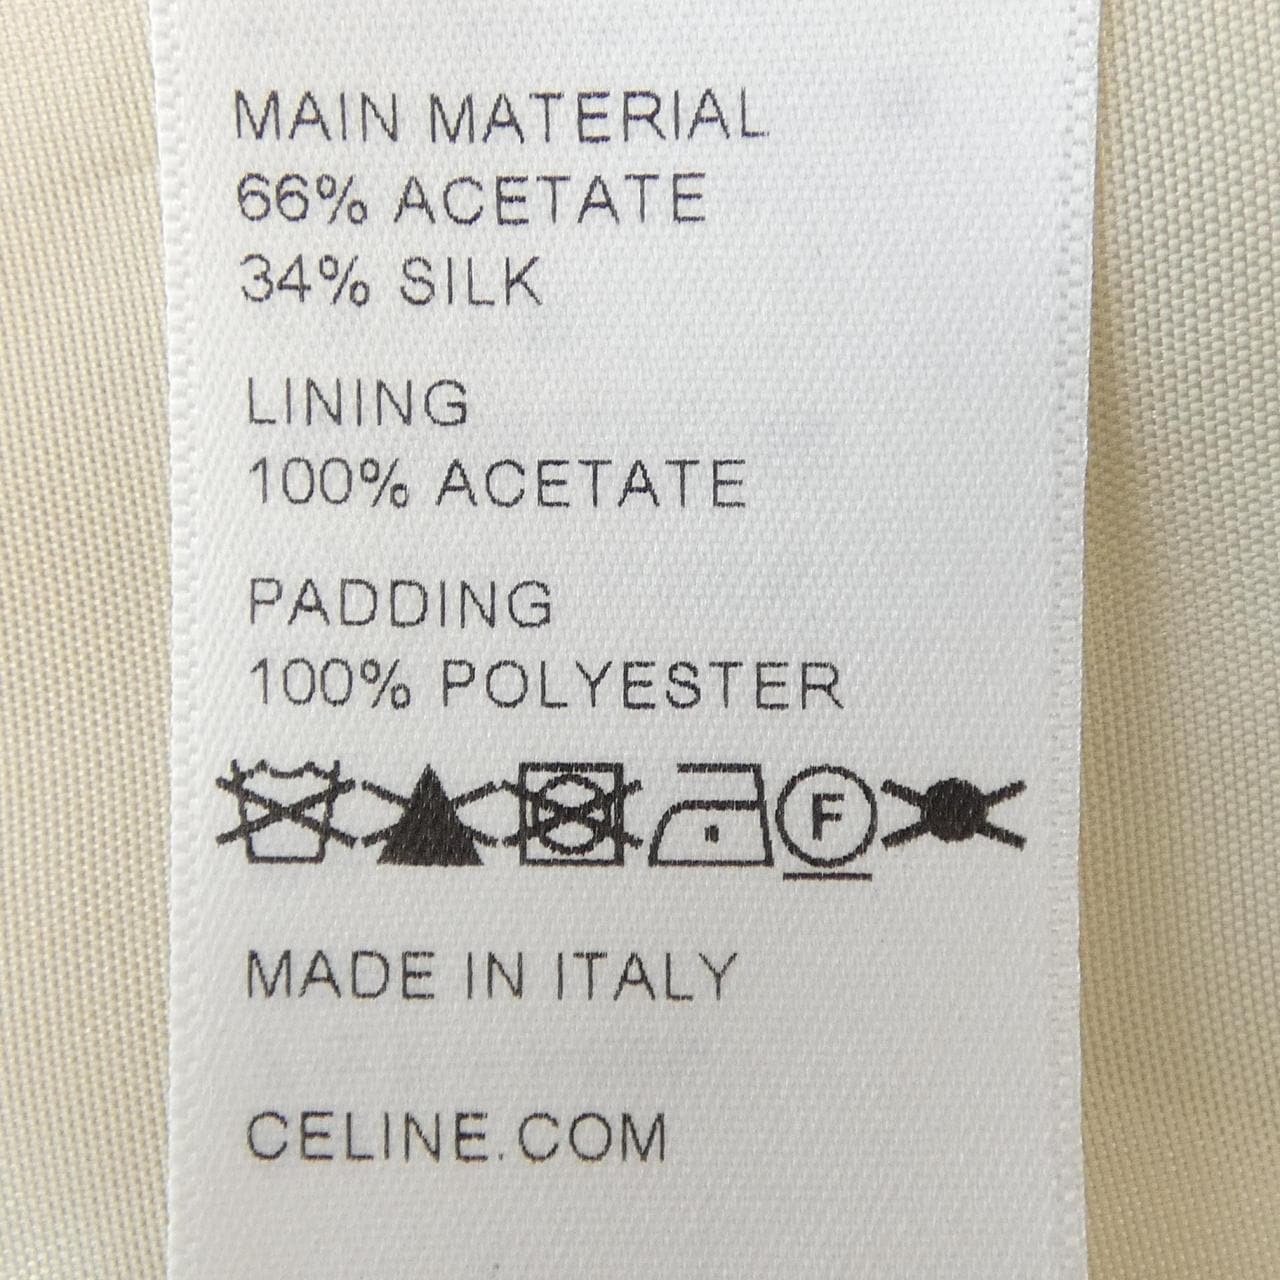 MAIN MATERIAL
66% ACETATE
34% SILK
LINING
100% ACETATE
PADDING
100% POLYESTER
F
MADE IN ITALY
CELINE.COM